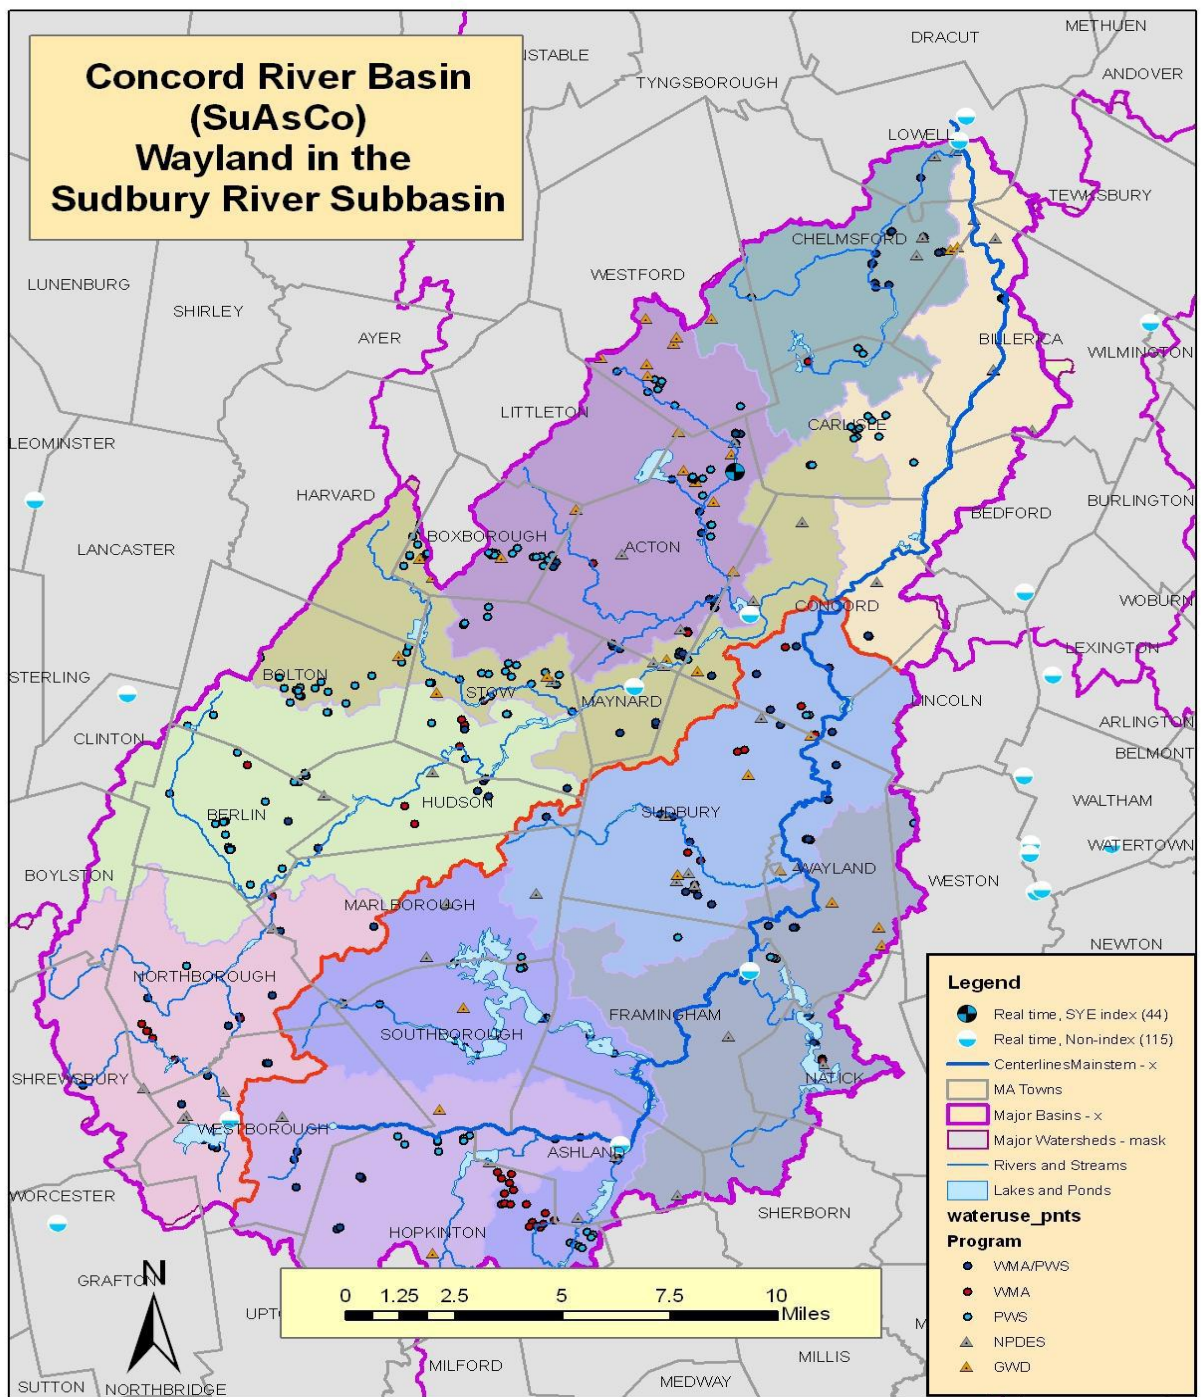 Concord River Basin
(SuAsCo)
Wayland in the
Sudbury River Subbasin
METHUEN
DRACUT
NSTABLE
ANDOVER
TYNGSBOROUGH
LOWELL
TEWKSBURY
CHELMSFORD
WESTFORD
LUNENBURG
SHIRLEY
AYER
BILLERICA
WILMINGTON
LITTLETON
CARLISLE
LEOMINSTER
HARVARD
BURLINGTON
BEDFORD
BOXBOROUGH
LANCASTER
ACTON
WOBURN
CONCORD
LEXINGTON
STERLING
BOLTON
STOW
MAYNARD
LINCOLN
ARLINGTON
CLINTON
BELMONT
HUDSON
WALTHAM
BERLIN
SUDBURY
WATERTOWN
WAYLAND
BOYLSTON
WESTON
MARLBOROUGH
NEWTON
NORTHBOROUGH
FRAMINGHAM
SOUTHBOROUGH
SHREWSBURY
NATICK
WESTBOROUGH
ASHLAND
WORCESTER
SHERBORN
HOPKINTON
GRAFTON
UPT
MILLIS
MILFORD
MEDWAY
SUTTON
NORTHBRIDGE
N
0 1.25 2.5 5 7.5 10
Miles
M
Legend
Real time, SYE index (44)
Real time, Non-index (115)
CenterlinesMainstem - x
MA Towns
Major Basins - x
Major Watersheds - mask
Rivers and Streams
Lakes and Ponds
wateruse_pnts
Program
WMA/PWS
WMA
PWS
NPDES
GWD